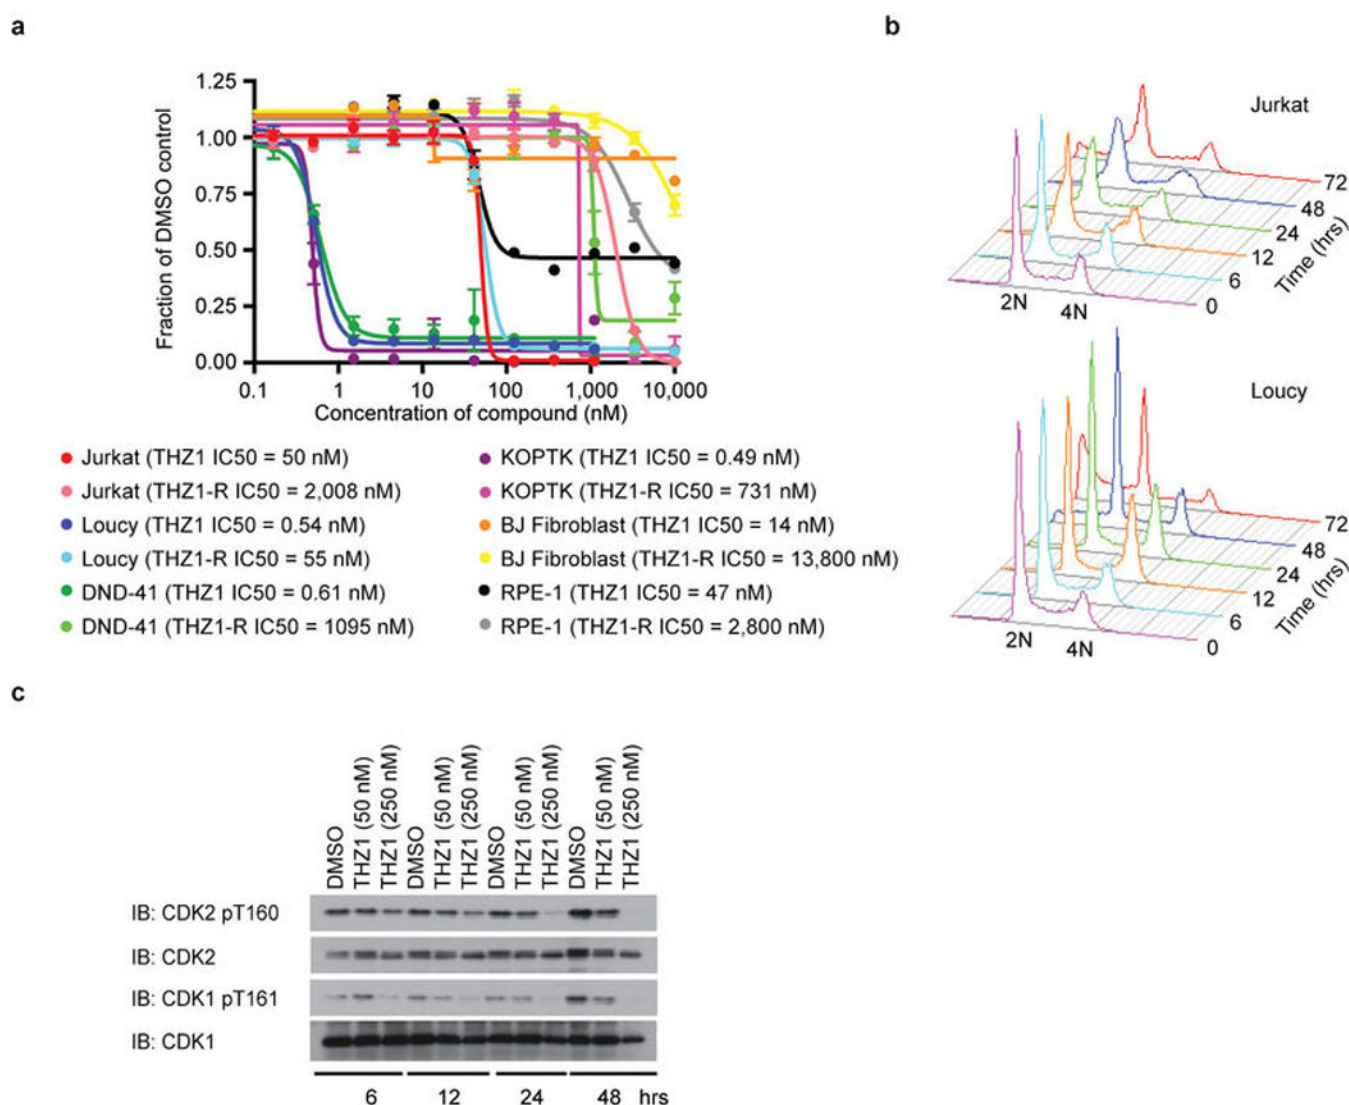 a
b
1.25
1.00
0.75
0.50
0.25
0.00
Fraction of DMSO control
0.1 1 10 100 1,000 10,000
Concentration of compound (nM)
Jurkat (THZ1 IC50 = 50 nM)
Jurkat (THZ1-R IC50 = 2,008 nM)
Loucy (THZ1 IC50 = 0.54 nM)
Loucy (THZ1-R IC50 = 55 nM)
DND-41 (THZ1 IC50 = 0.61 nM)
DND-41 (THZ1-R IC50 = 1095 nM)
KOPTK (THZ1 IC50 = 0.49 nM)
KOPTK (THZ1-R IC50 = 731 nM)
BJ Fibroblast (THZ1 IC50 = 14 nM)
BJ Fibroblast (THZ1-R IC50 = 13,800 nM)
RPE-1 (THZ1 IC50 = 47 nM)
RPE-1 (THZ1-R IC50 = 2,800 nM)
Jurkat
72
48
24
12
6
0
Time (hrs)
2N 4N
Loucy
72
48
24
12
6
0
Time (hrs)
2N 4N
c
DMSO
THZ1 (50 nM)
THZ1 (250 nM)
DMSO
THZ1 (50 nM)
THZ1 (250 nM)
DMSO
THZ1 (50 nM)
THZ1 (250 nM)
DMSO
THZ1 (50 nM)
THZ1 (250 nM)
IB: CDK2 pT160
IB: CDK2
IB: CDK1 pT161
IB: CDK1
6 12 24 48 hrs